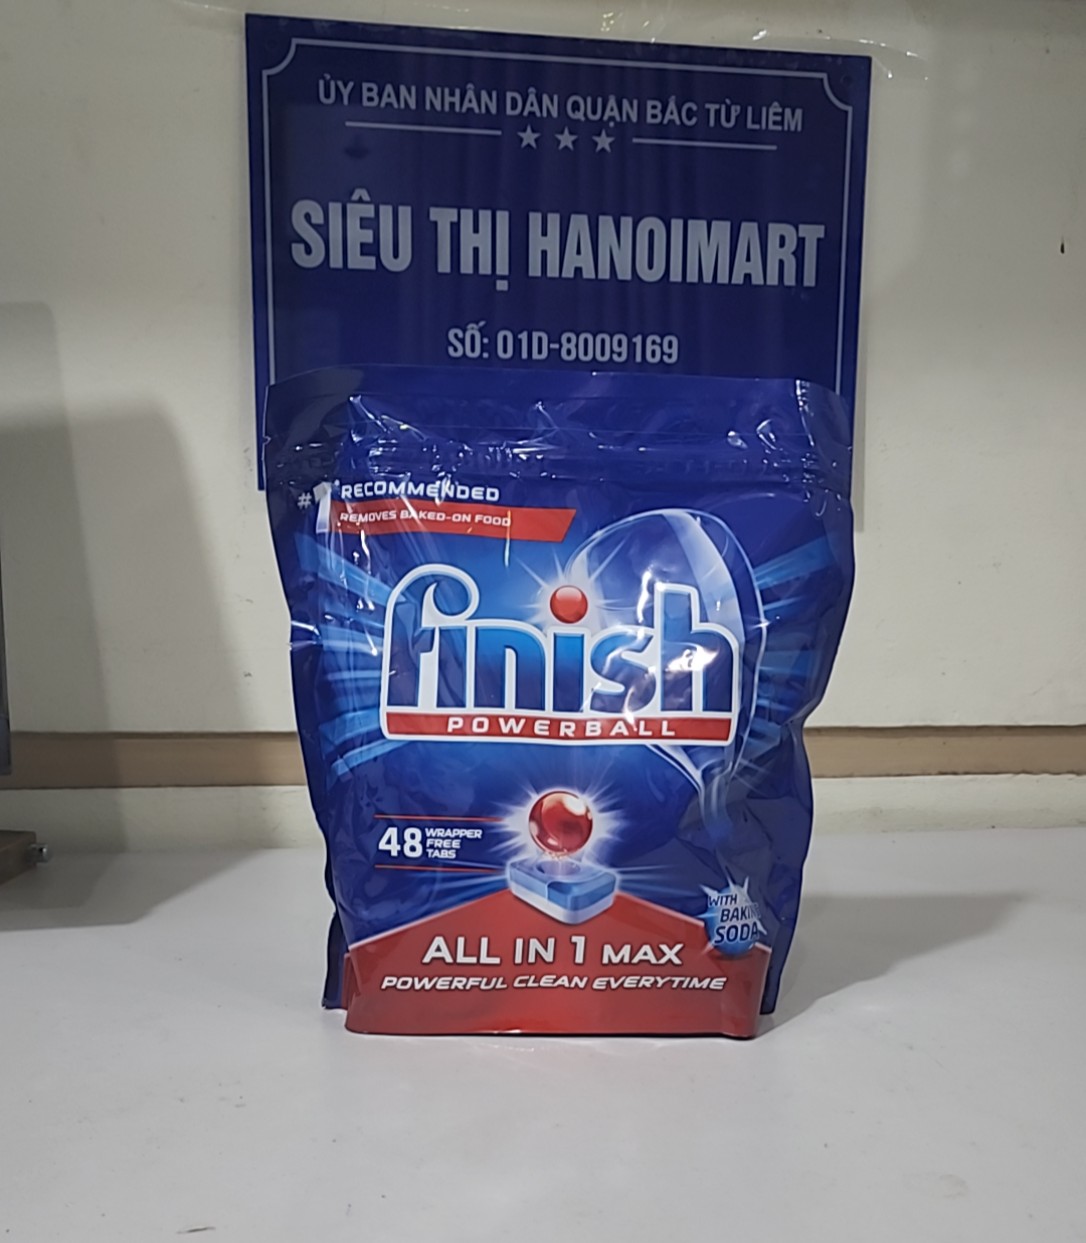 ỦY BAN NHÂN DÂN QUẬN BẮC TỪ LIÊM
SIÊU THỊ HANOIMART
SỐ: 01D-8009169
#1 RECOMMENDED
REMOVES BAKED-ON FOOD
finish
POWERBALL
48 WRAPPER
FREE
TABS
WITH
BAKING
SODA
ALL IN 1 MAX
POWERFUL CLEAN EVERYTIME